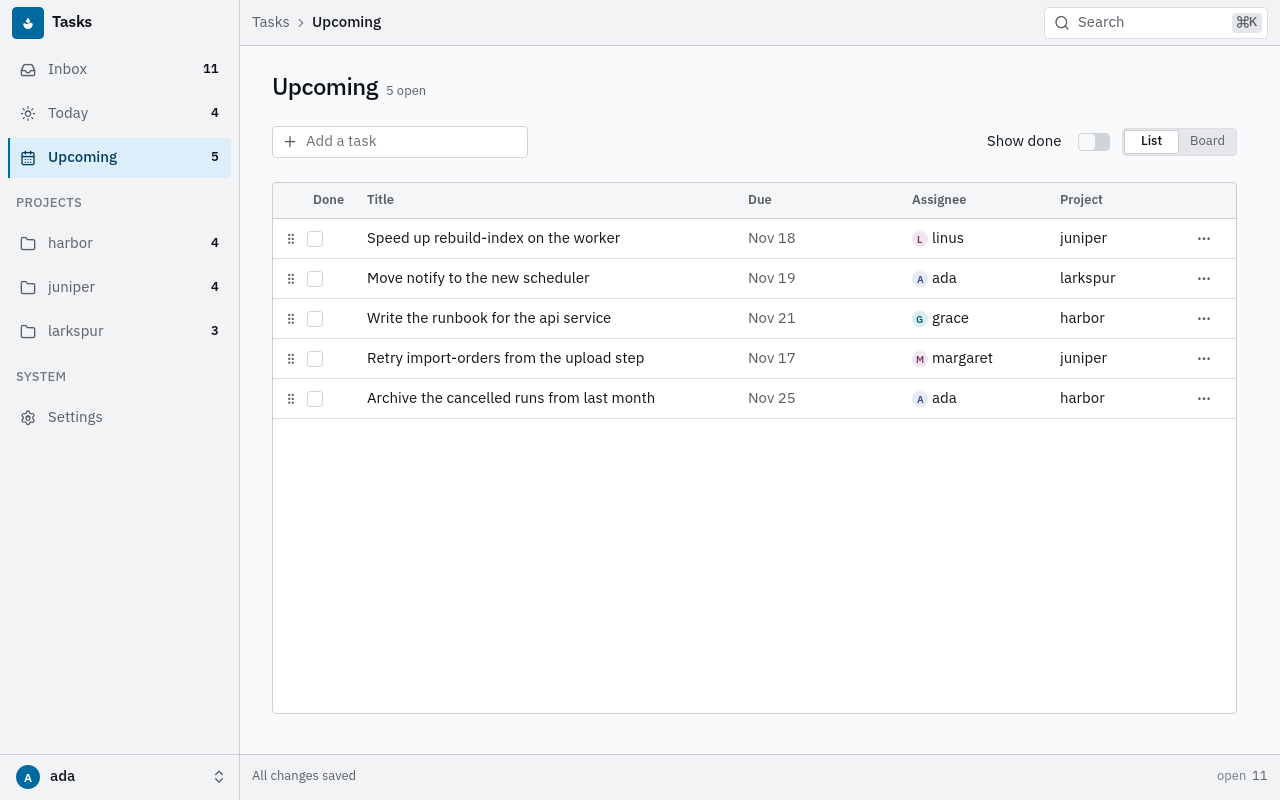 Tasks
Tasks > Upcoming
Search ⌘K
Inbox 11
Today 4
Upcoming 5
PROJECTS
harbor 4
juniper 4
larkspur 3
SYSTEM
Settings
A ada
Upcoming 5 open
Add a task
Show done List Board
Done Title Due Assignee Project
Speed up rebuild-index on the worker Nov 18 L linus juniper
Move notify to the new scheduler Nov 19 A ada larkspur
Write the runbook for the api service Nov 21 G grace harbor
Retry import-orders from the upload step Nov 17 M margaret juniper
Archive the cancelled runs from last month Nov 25 A ada harbor
All changes saved open 11